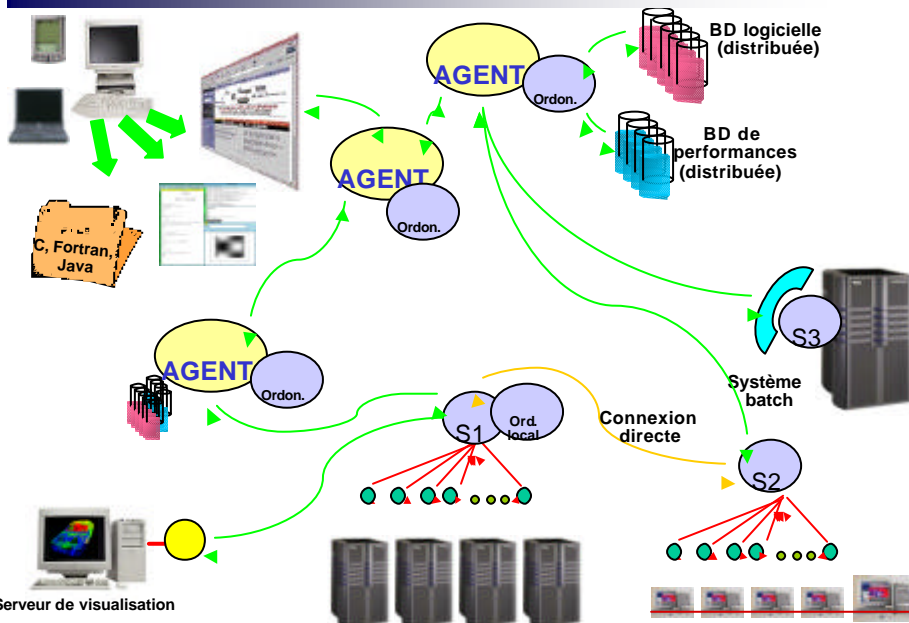 BD logicielle
(distribuée)
AGENT
Ordon.
BD de
performances
(distribuée)
AGENT
Ordon.
C, Fortran,
Java
S3
AGENT
Ordon.
Système
batch
S1
Ord.
local
Connexion
directe
S2
Serveur de visualisation